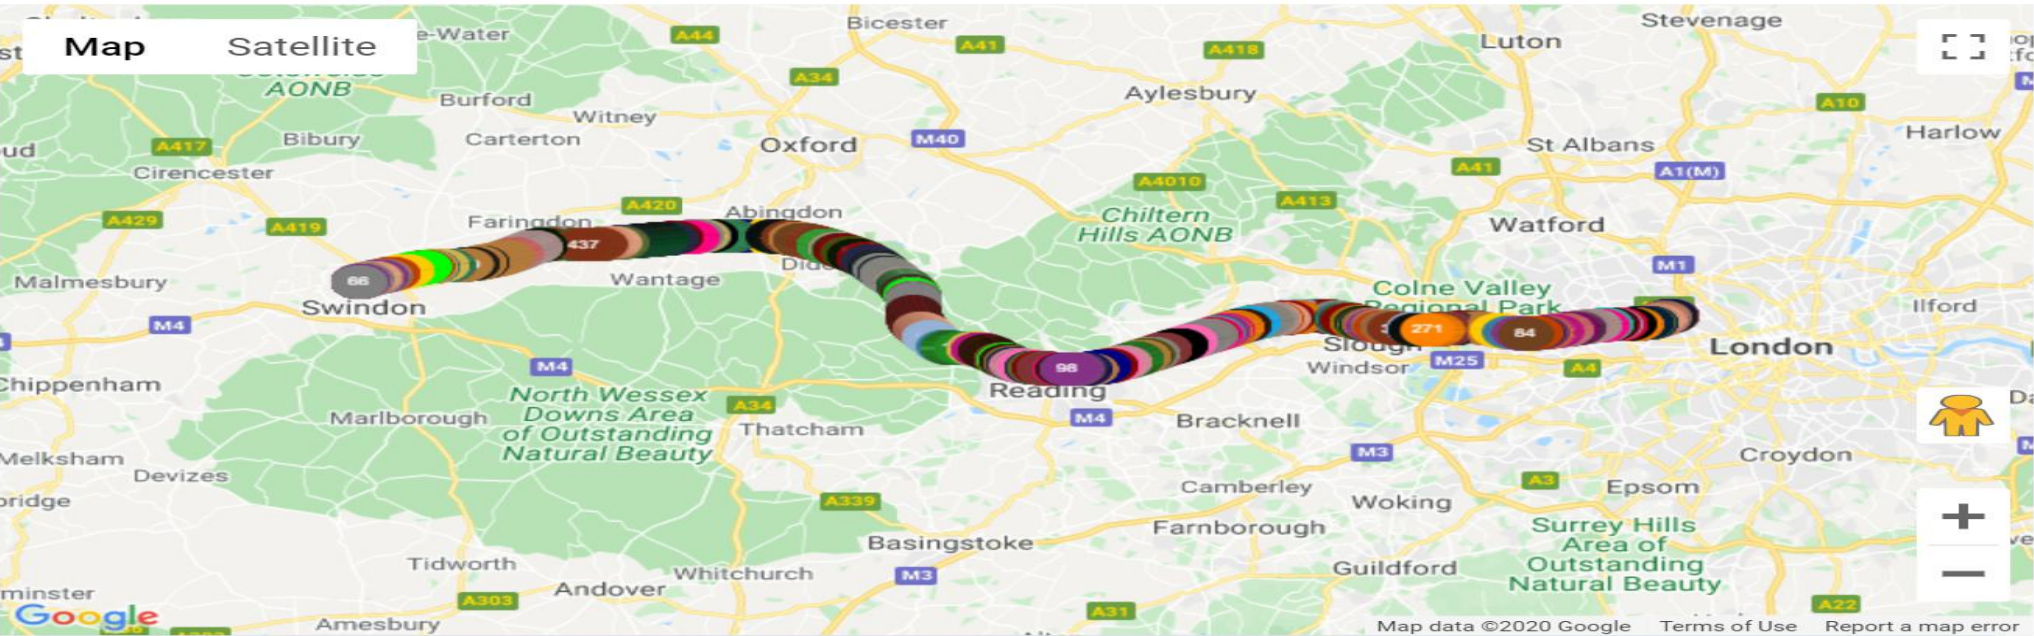 Map
Satellite
e-Water
A44
Bicester
A41
A418
Luton
Stevenage
AONB
Burford
A34
Aylesbury
A10
Witney
Bibury
Carterton
Oxford
M40
St Albans
Harlow
A417
Cirencester
A4010
A413
A41
A1(M)
A429
A419
Faringdon
A420
Abingdon
Chiltern
Hills AONB
Watford
437
M1
Malmesbury
66
Wantage
Colne Valley
Regional Park
Swindon
Ilford
M4
271
84
Slough
London
M4
98
Windsor
M25
A4
Chippenham
Reading
North Wessex
Downs Area
of Outstanding
Natural Beauty
Marlborough
A34
Thatcham
M4
Bracknell
Melksham
Devizes
M3
Croydon
A339
Camberley
Woking
A3
Epsom
Farnborough
Surrey Hills
Area of
Outstanding
Natural Beauty
Basingstoke
Tidworth
Whitchurch
M3
Guildford
Andover
minster
A303
A31
A22
Google
Amesbury
Map data ©2020 Google
Terms of Use
Report a map error